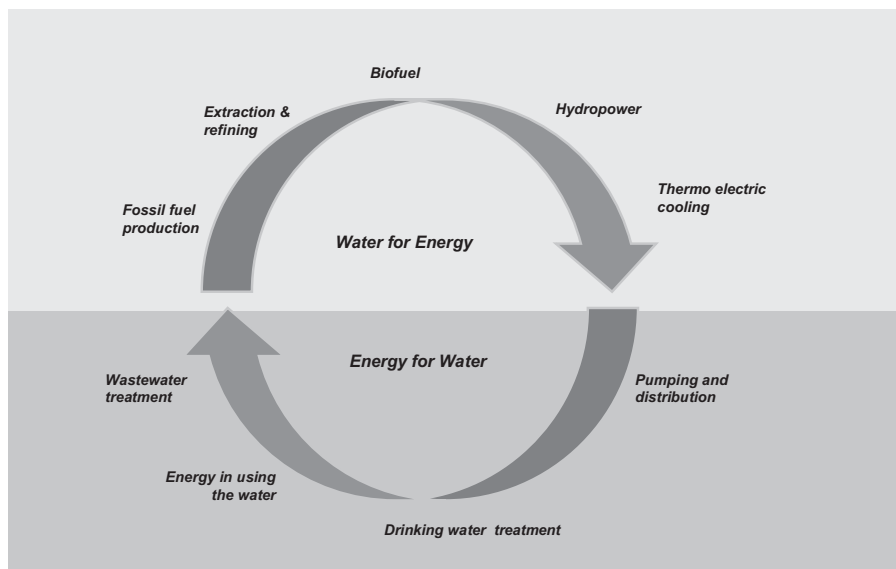 Biofuel
Extraction &
refining
Hydropower
Thermo electric
cooling
Fossil fuel
production
Water for Energy
Energy for Water
Wastewater
treatment
Pumping and
distribution
Energy in using
the water
Drinking water treatment